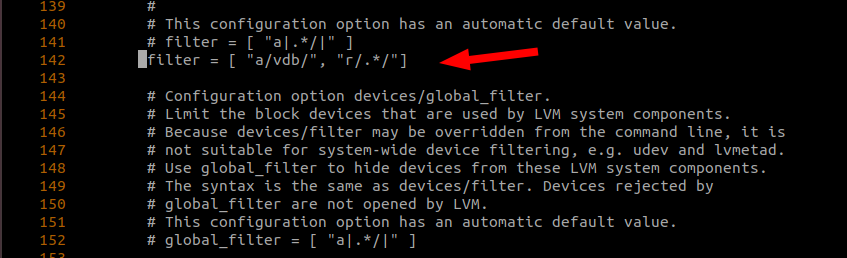 139 #
140 # This configuration option has an automatic default value.
141 # filter = [ "a|.*/|" ]
142 filter = [ "a/vdb/", "r/.*/"]
143
144 # Configuration option devices/global_filter.
145 # Limit the block devices that are used by LVM system components.
146 # Because devices/filter may be overridden from the command line, it is
147 # not suitable for system-wide device filtering, e.g. udev and lvmetad.
148 # Use global_filter to hide devices from these LVM system components.
149 # The syntax is the same as devices/filter. Devices rejected by
150 # global_filter are not opened by LVM.
151 # This configuration option has an automatic default value.
152 # global_filter = [ "a|.*/|" ]
153